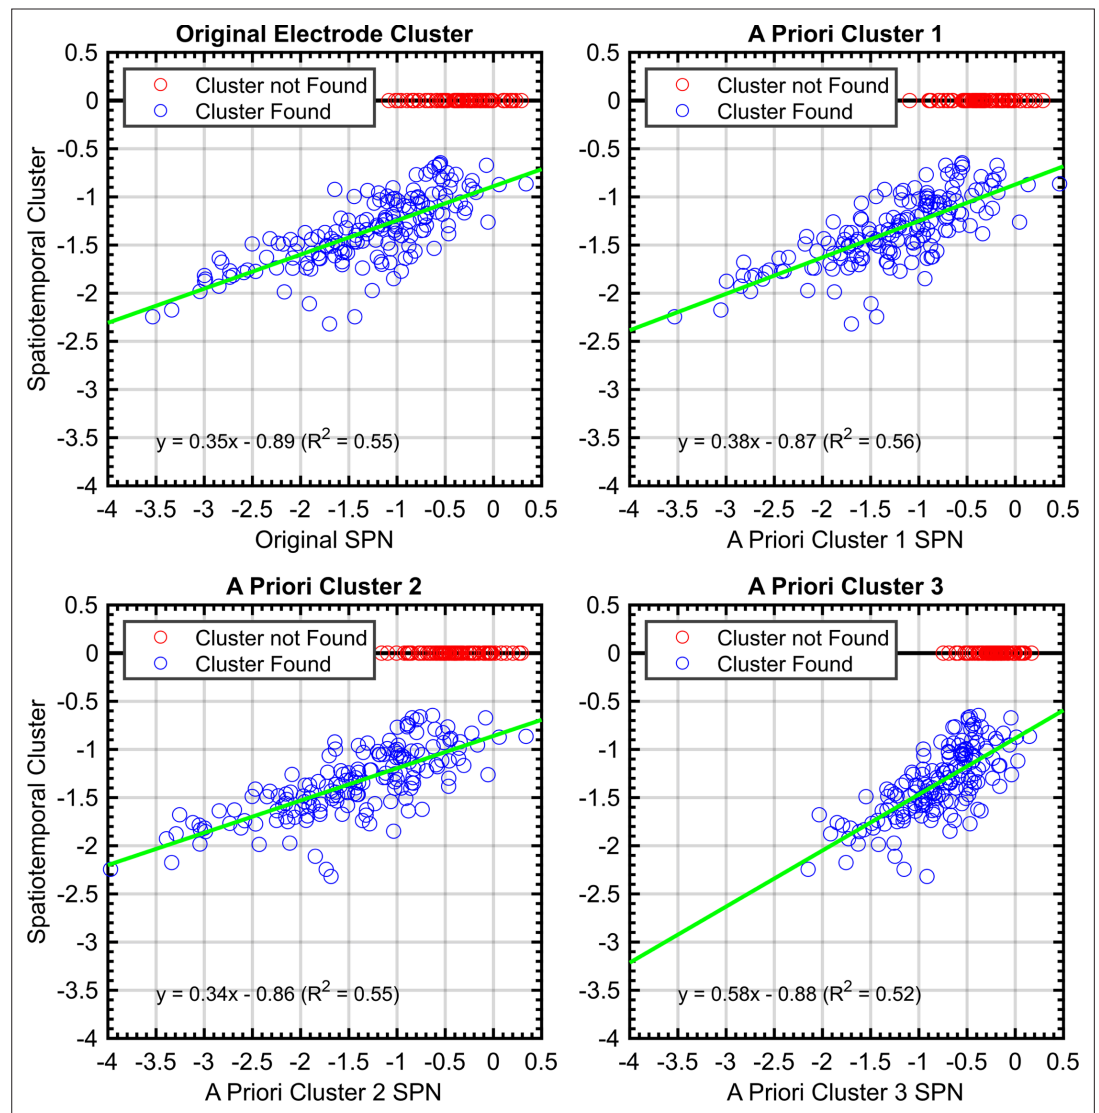 Original Electrode Cluster
0.5
0
-0.5
-1
-1.5
-2
-2.5
-3
-3.5
-4
Spatiotemporal Cluster
Cluster not Found
Cluster Found
y = 0.35x - 0.89 (R² = 0.55)
-4 -3.5 -3 -2.5 -2 -1.5 -1 -0.5 0 0.5
Original SPN
A Priori Cluster 1
0.5
0
-0.5
-1
-1.5
-2
-2.5
-3
-3.5
-4
Cluster not Found
Cluster Found
y = 0.38x - 0.87 (R² = 0.56)
-4 -3.5 -3 -2.5 -2 -1.5 -1 -0.5 0 0.5
A Priori Cluster 1 SPN
A Priori Cluster 2
0.5
0
-0.5
-1
-1.5
-2
-2.5
-3
-3.5
-4
Spatiotemporal Cluster
Cluster not Found
Cluster Found
y = 0.34x - 0.86 (R² = 0.55)
-4 -3.5 -3 -2.5 -2 -1.5 -1 -0.5 0 0.5
A Priori Cluster 2 SPN
A Priori Cluster 3
0.5
0
-0.5
-1
-1.5
-2
-2.5
-3
-3.5
-4
Cluster not Found
Cluster Found
y = 0.58x - 0.88 (R² = 0.52)
-4 -3.5 -3 -2.5 -2 -1.5 -1 -0.5 0 0.5
A Priori Cluster 3 SPN